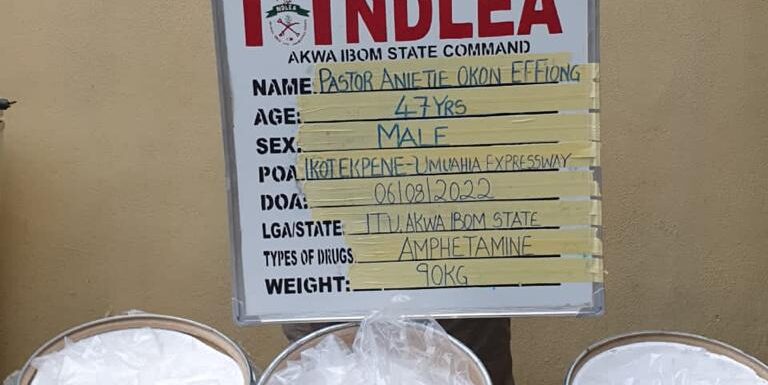 NDLEA
NDLEA
AKWA IBOM STATE COMMAND
NAME: PASTOR ANIETIE OKON EFFIONG
AGE: 47YRS
SEX: MALE
POA: IKOTEKPENE-UMUAHIA EXPRESSWAY
DOA: 06/08/2022
LGA/STATE: ITU, AKWA IBOM STATE
TYPES OF DRUGS: AMPHETAMINE
WEIGHT: 90KG